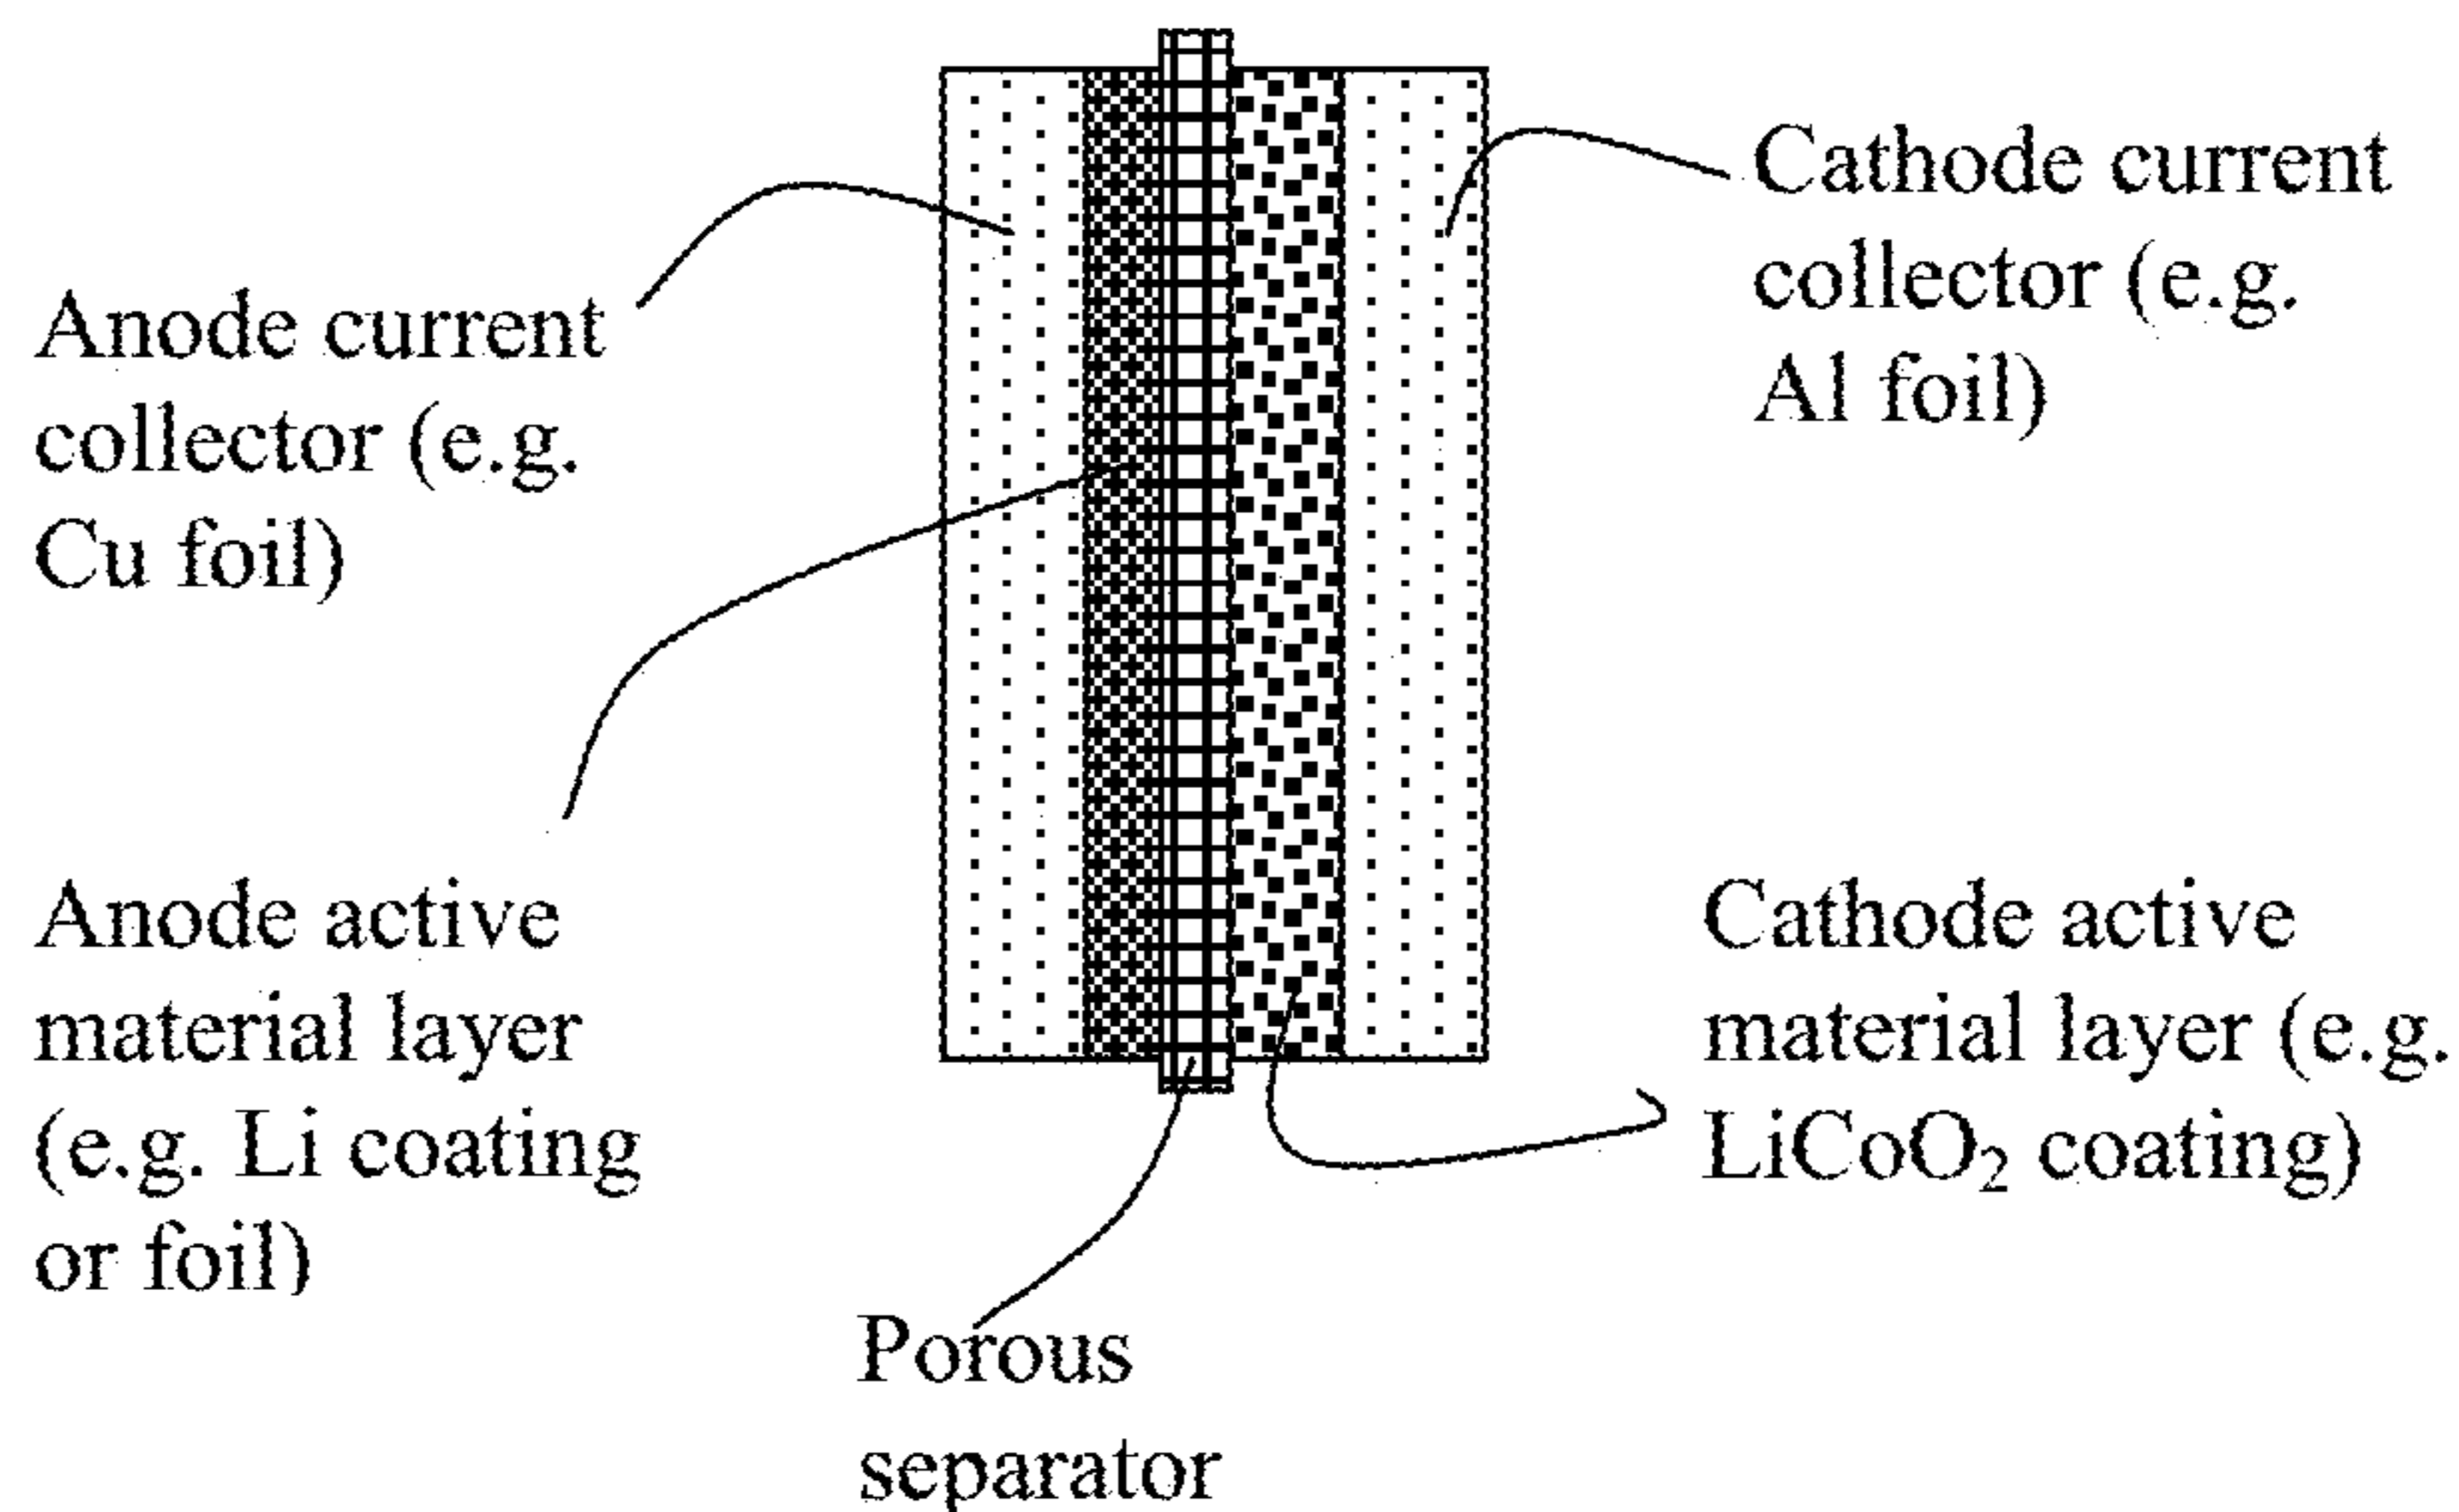 Anode current
collector (e.g.
Cu foil)
Anode active
material layer
(e.g. Li coating
or foil)
Porous
separator
Cathode current
collector (e.g.
Al foil)
Cathode active
material layer (e.g.
LiCoO₂ coating)